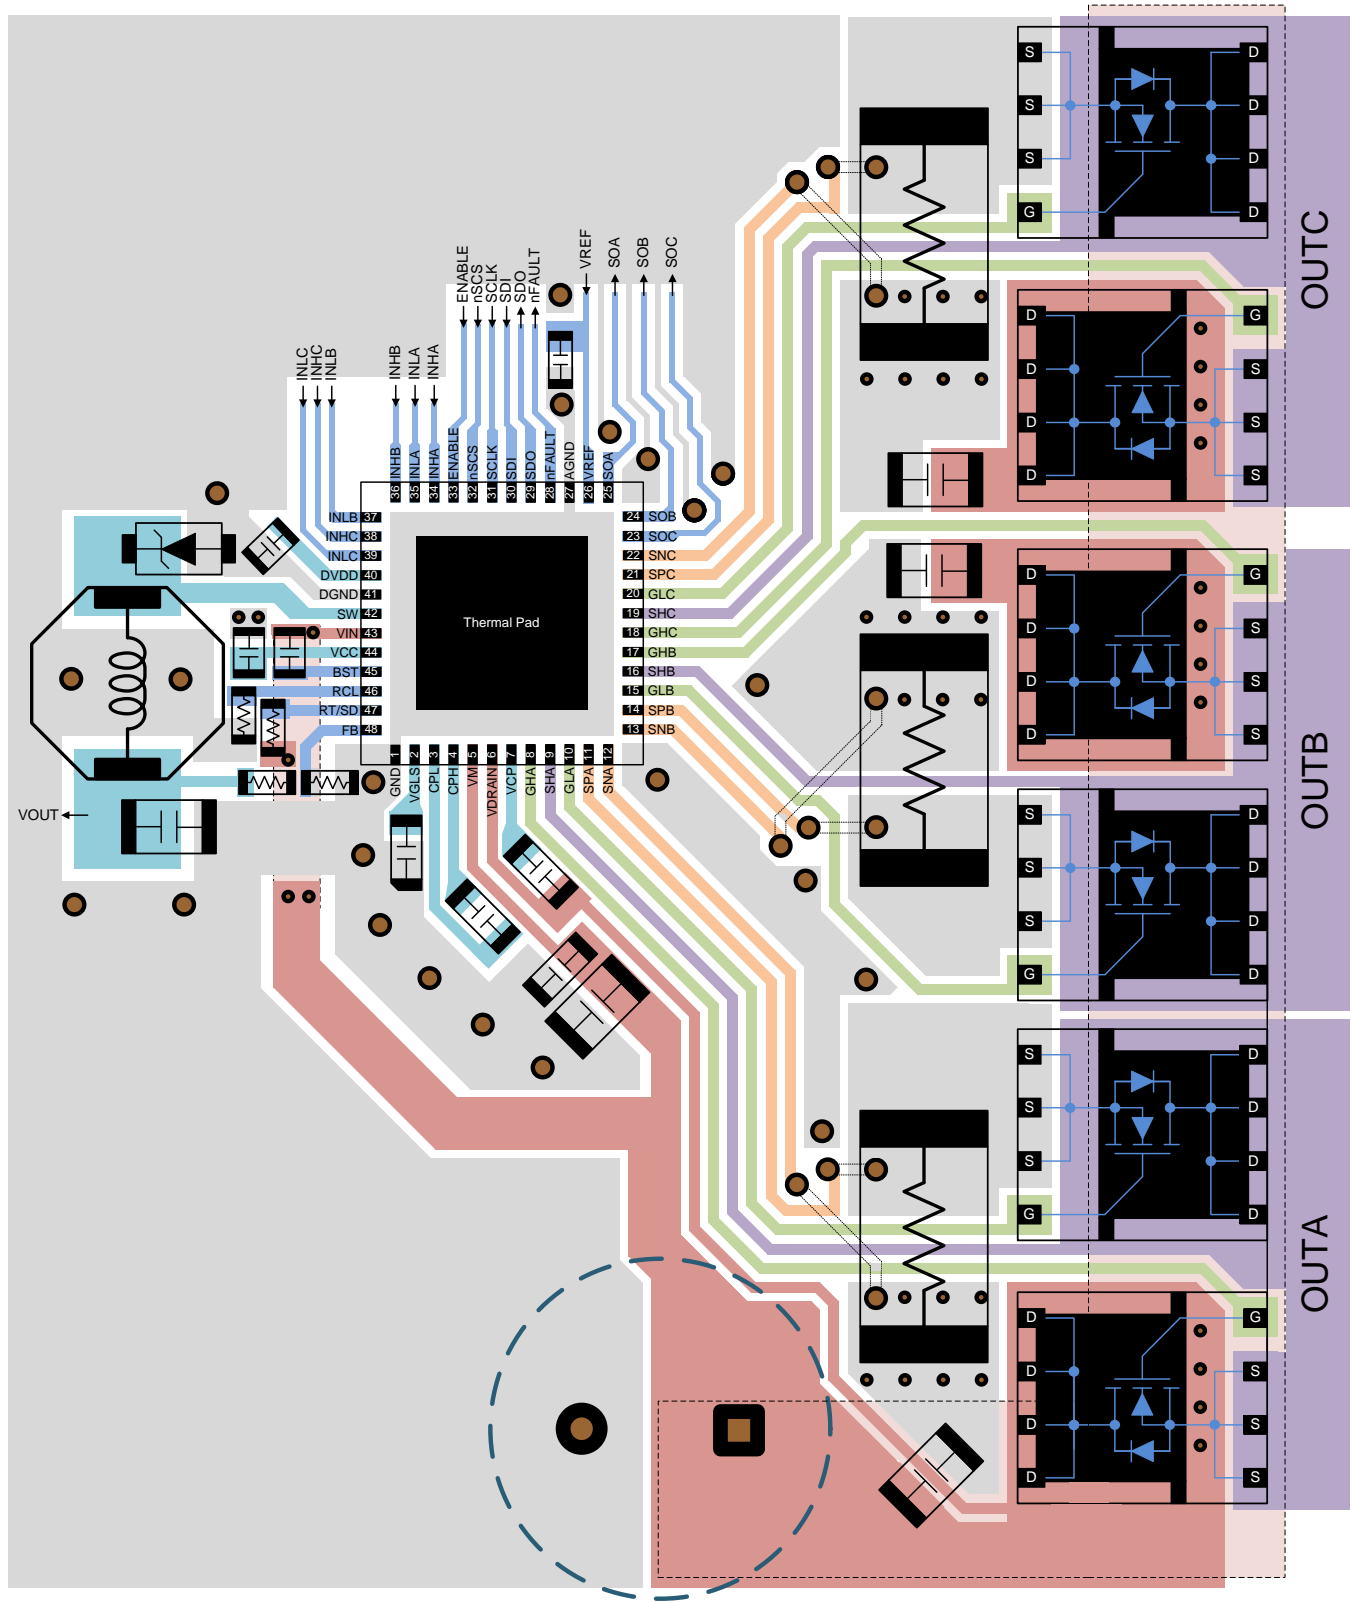 S
S
S
G
D
D
D
D
OUTC
D
D
D
D
G
S
S
S
ENABLE
nSCS
SCLK
SDI
SDO
nFAULT
VREF
SOA
SOB
SOC
INLC
INHC
INLB
INHB
INLA
INHA
INHB
INLA
INHA
ENABLE
nSCS
SCLK
SDI
SDO
nFAULT
AGND
VREF
SOA
36
35
34
33
32
31
30
29
28
27
26
25
INLB 37
INHC 38
INLC 39
DVDD 40
DGND 41
SW 42
VIN 43
VCC 44
BST 45
RCL 46
RT/SD 47
FB 48
Thermal Pad
24 SOB
23 SOC
22 SNC
21 SPC
20 GLC
19 SHC
18 GHC
17 GHB
16 SHB
15 GLB
14 SPB
13 SNB
1
2
3
4
5
6
7
8
9
10
11
12
GND
VGLS
CPL
CPH
VM
VDRAIN
VCP
GHA
SHA
GLA
SPA
SNA
VOUT
D
D
D
D
G
S
S
S
OUTB
S
S
S
G
D
D
D
D
S
S
S
G
D
D
D
D
OUTA
D
D
D
D
G
S
S
S